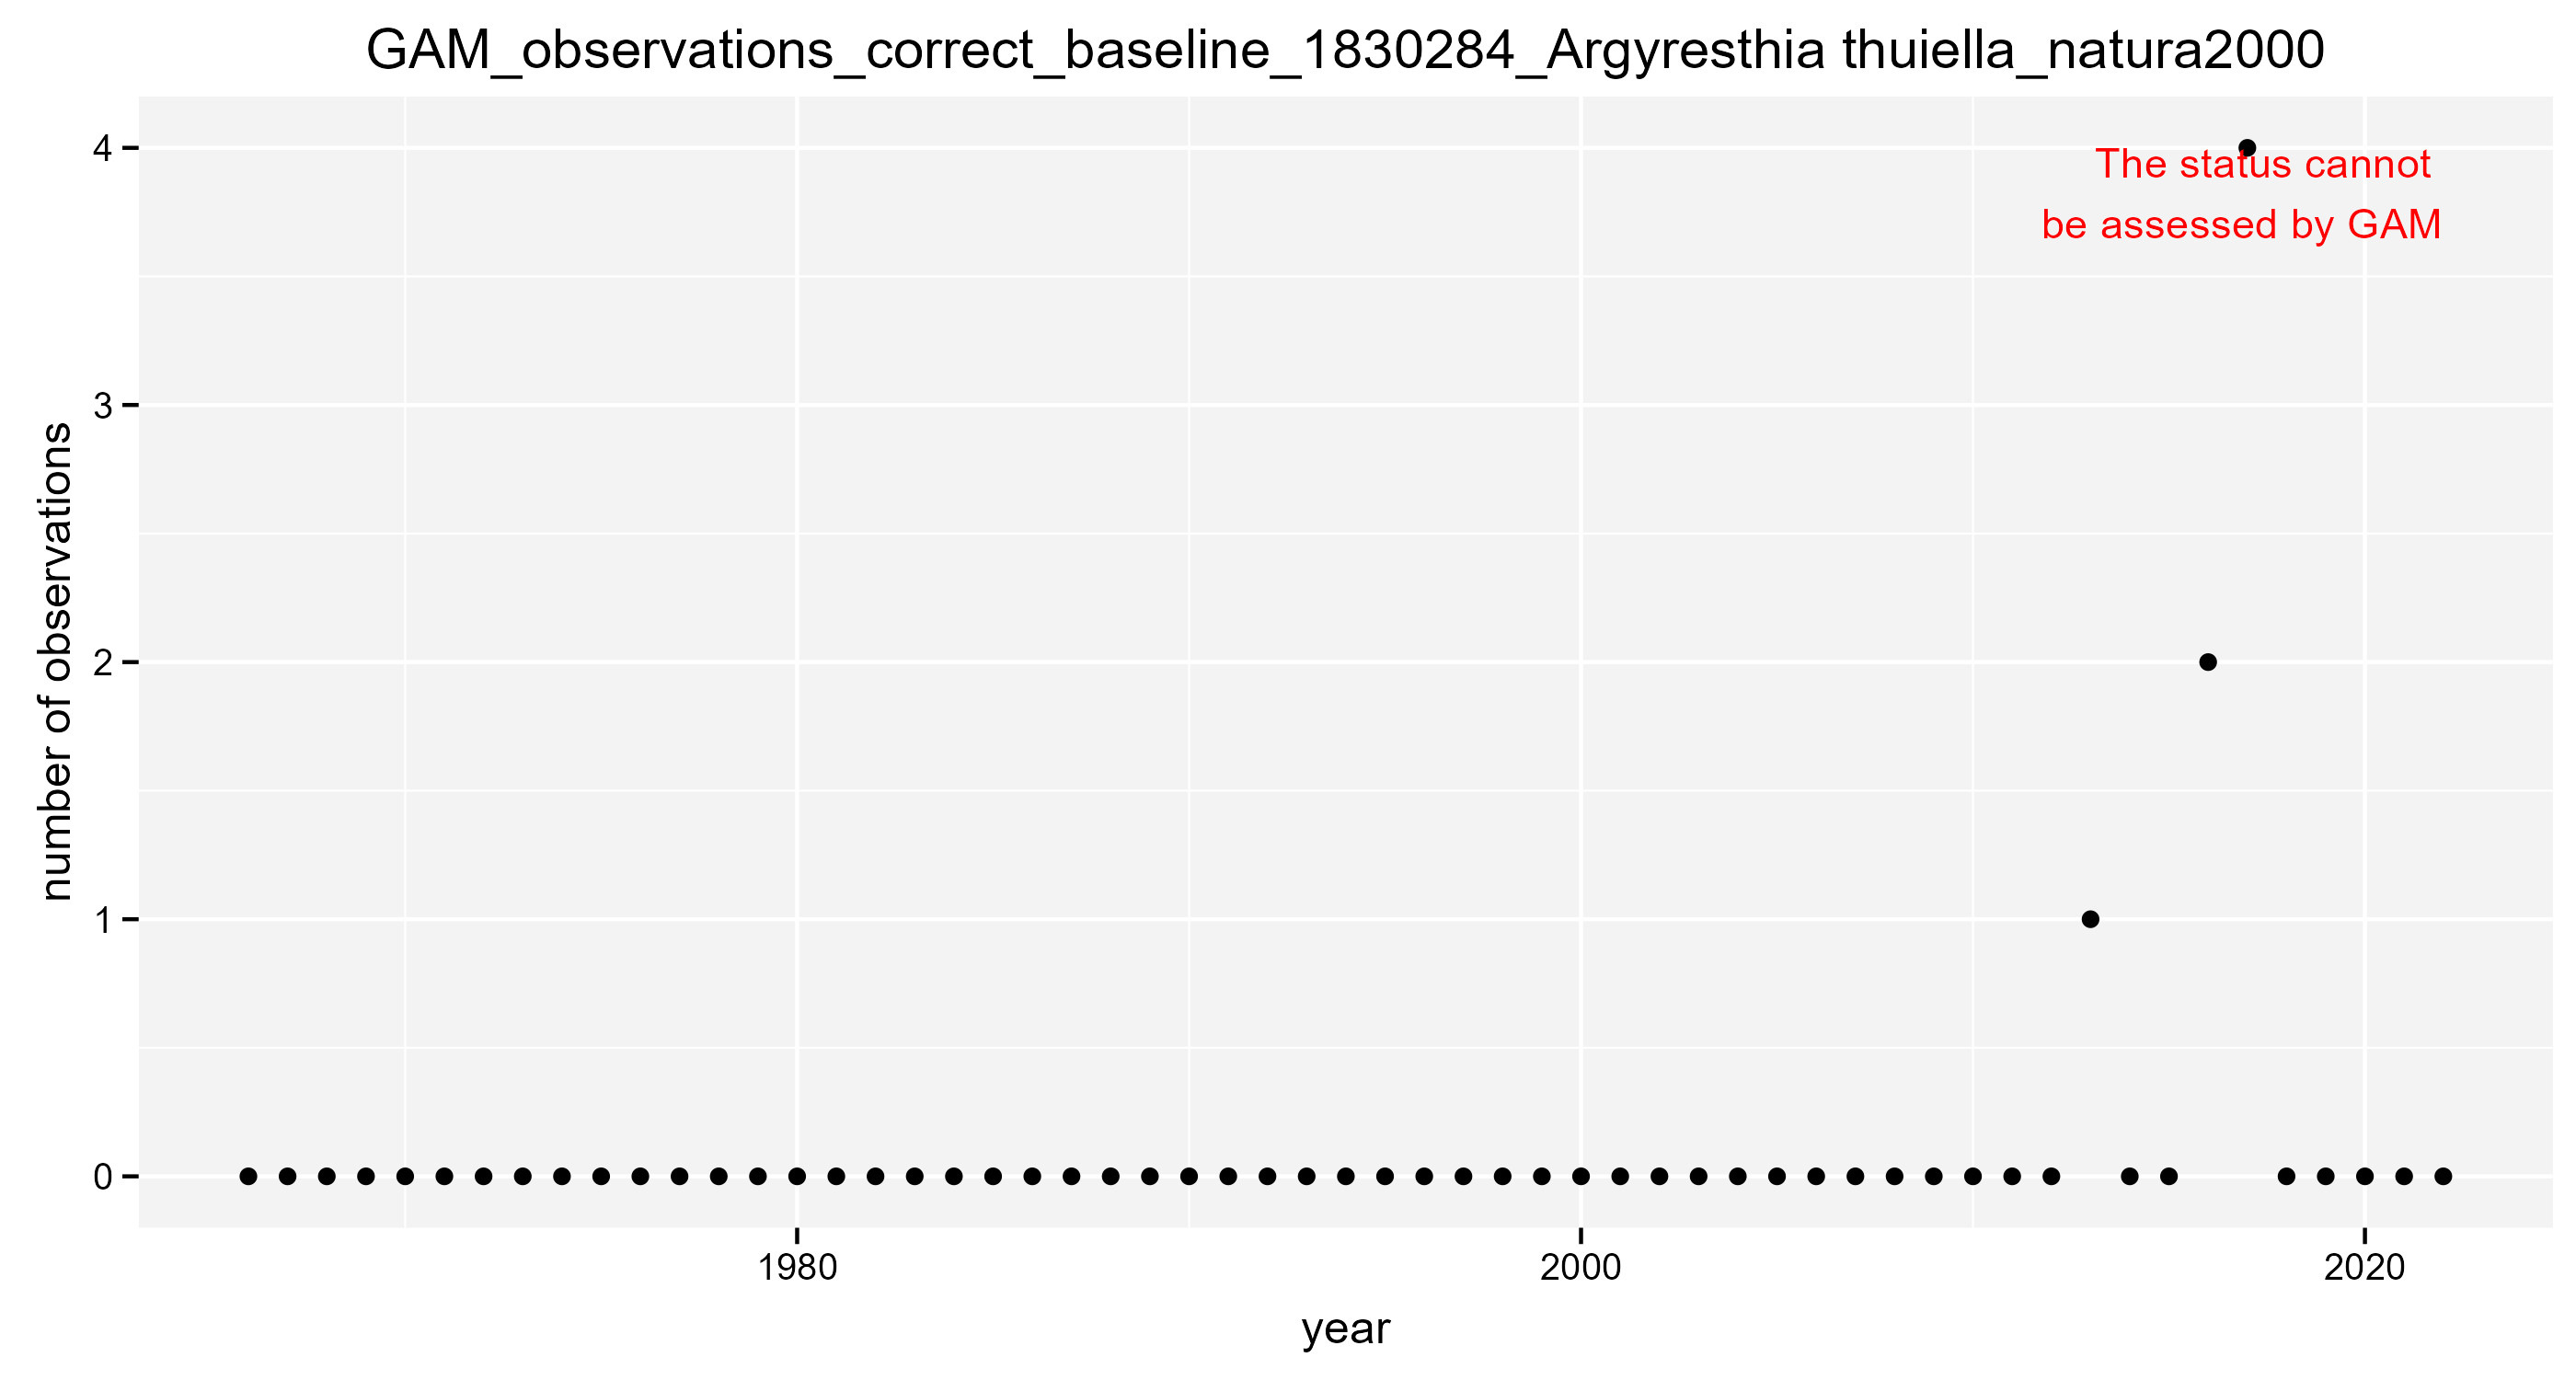 GAM_observations_correct_baseline_1830284_Argyresthia thuiella_natura2000
4
The status cannot
be assessed by GAM
3
number of observations
2
1
0
1980
2000
2020
year